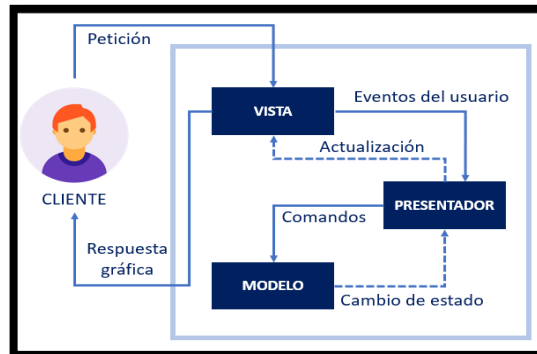 Petición
VISTA
Eventos del usuario
Actualización
CLIENTE
PRESENTADOR
Comandos
Respuesta
gráfica
MODELO
Cambio de estado